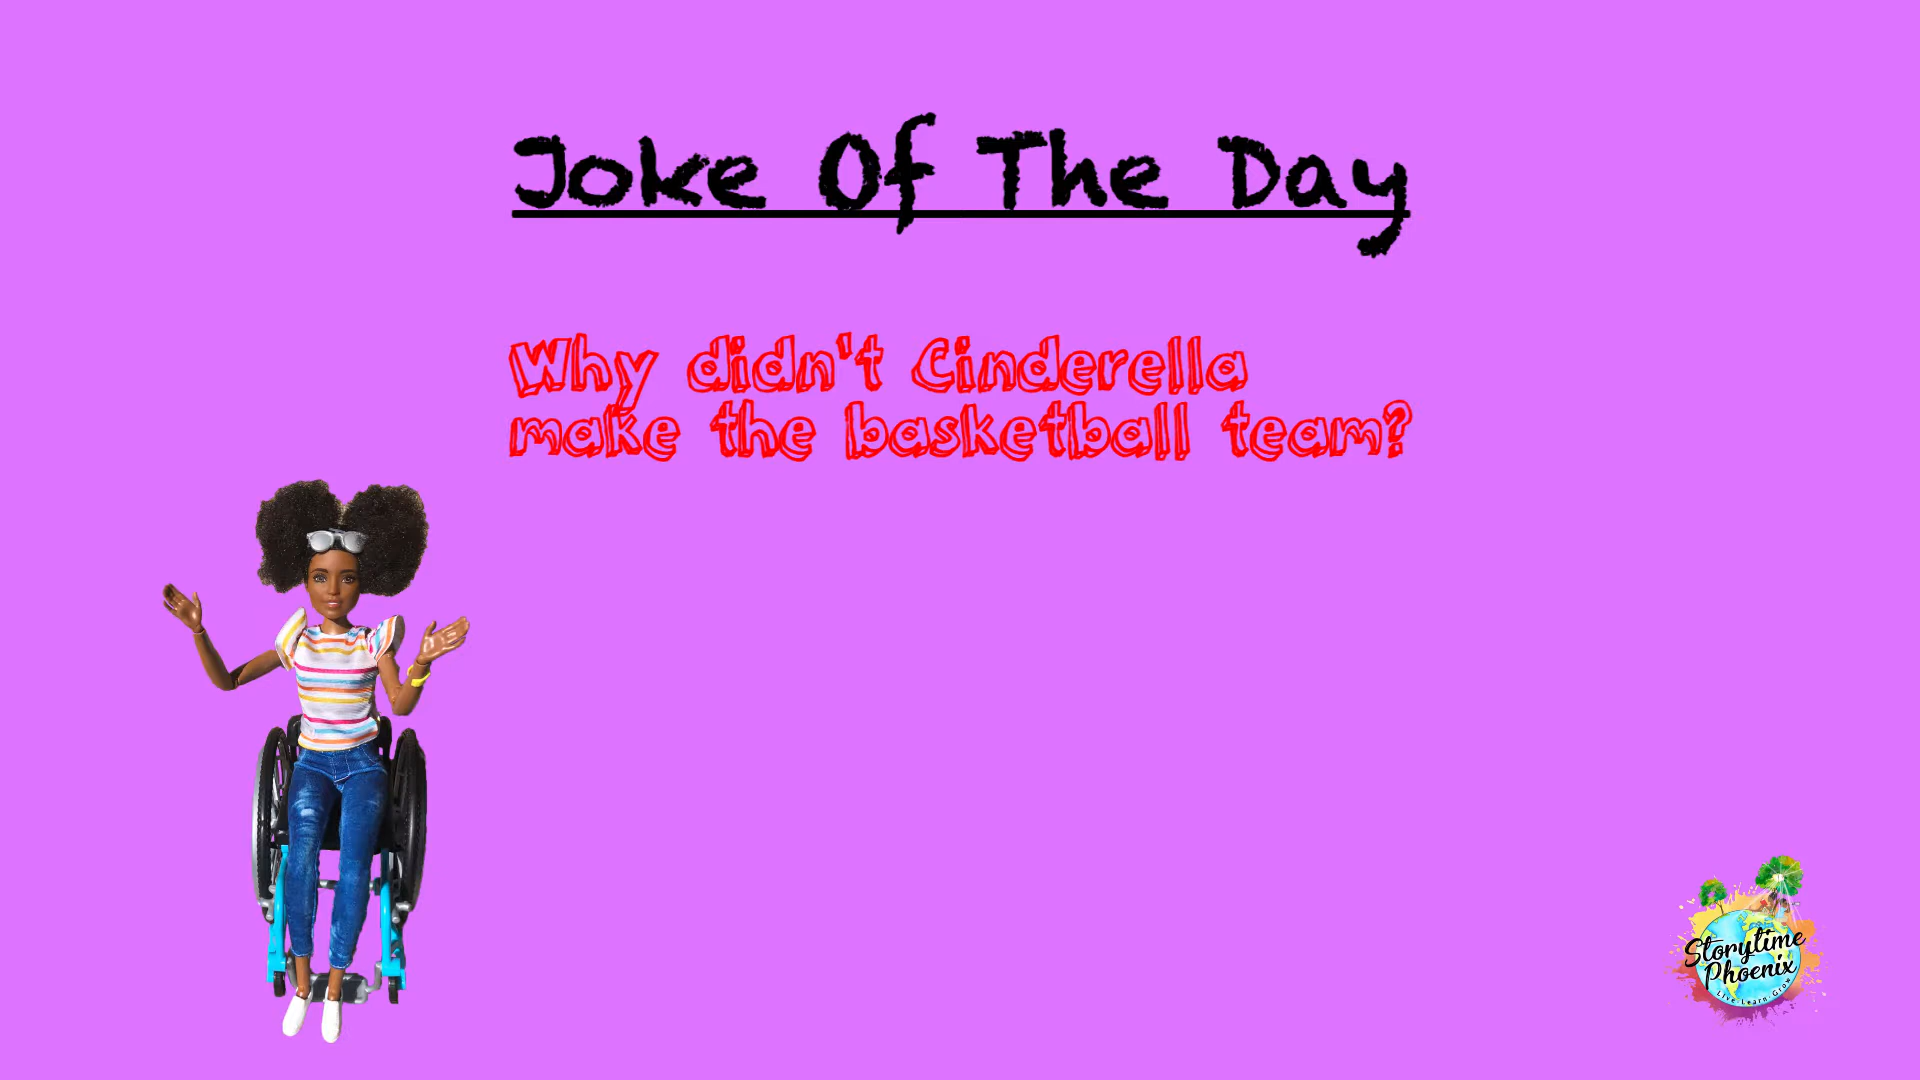 Joke Of The Day
Why didn't Cinderella
make the basketball team?
Storytime
Phoenix
Live Learn Grow